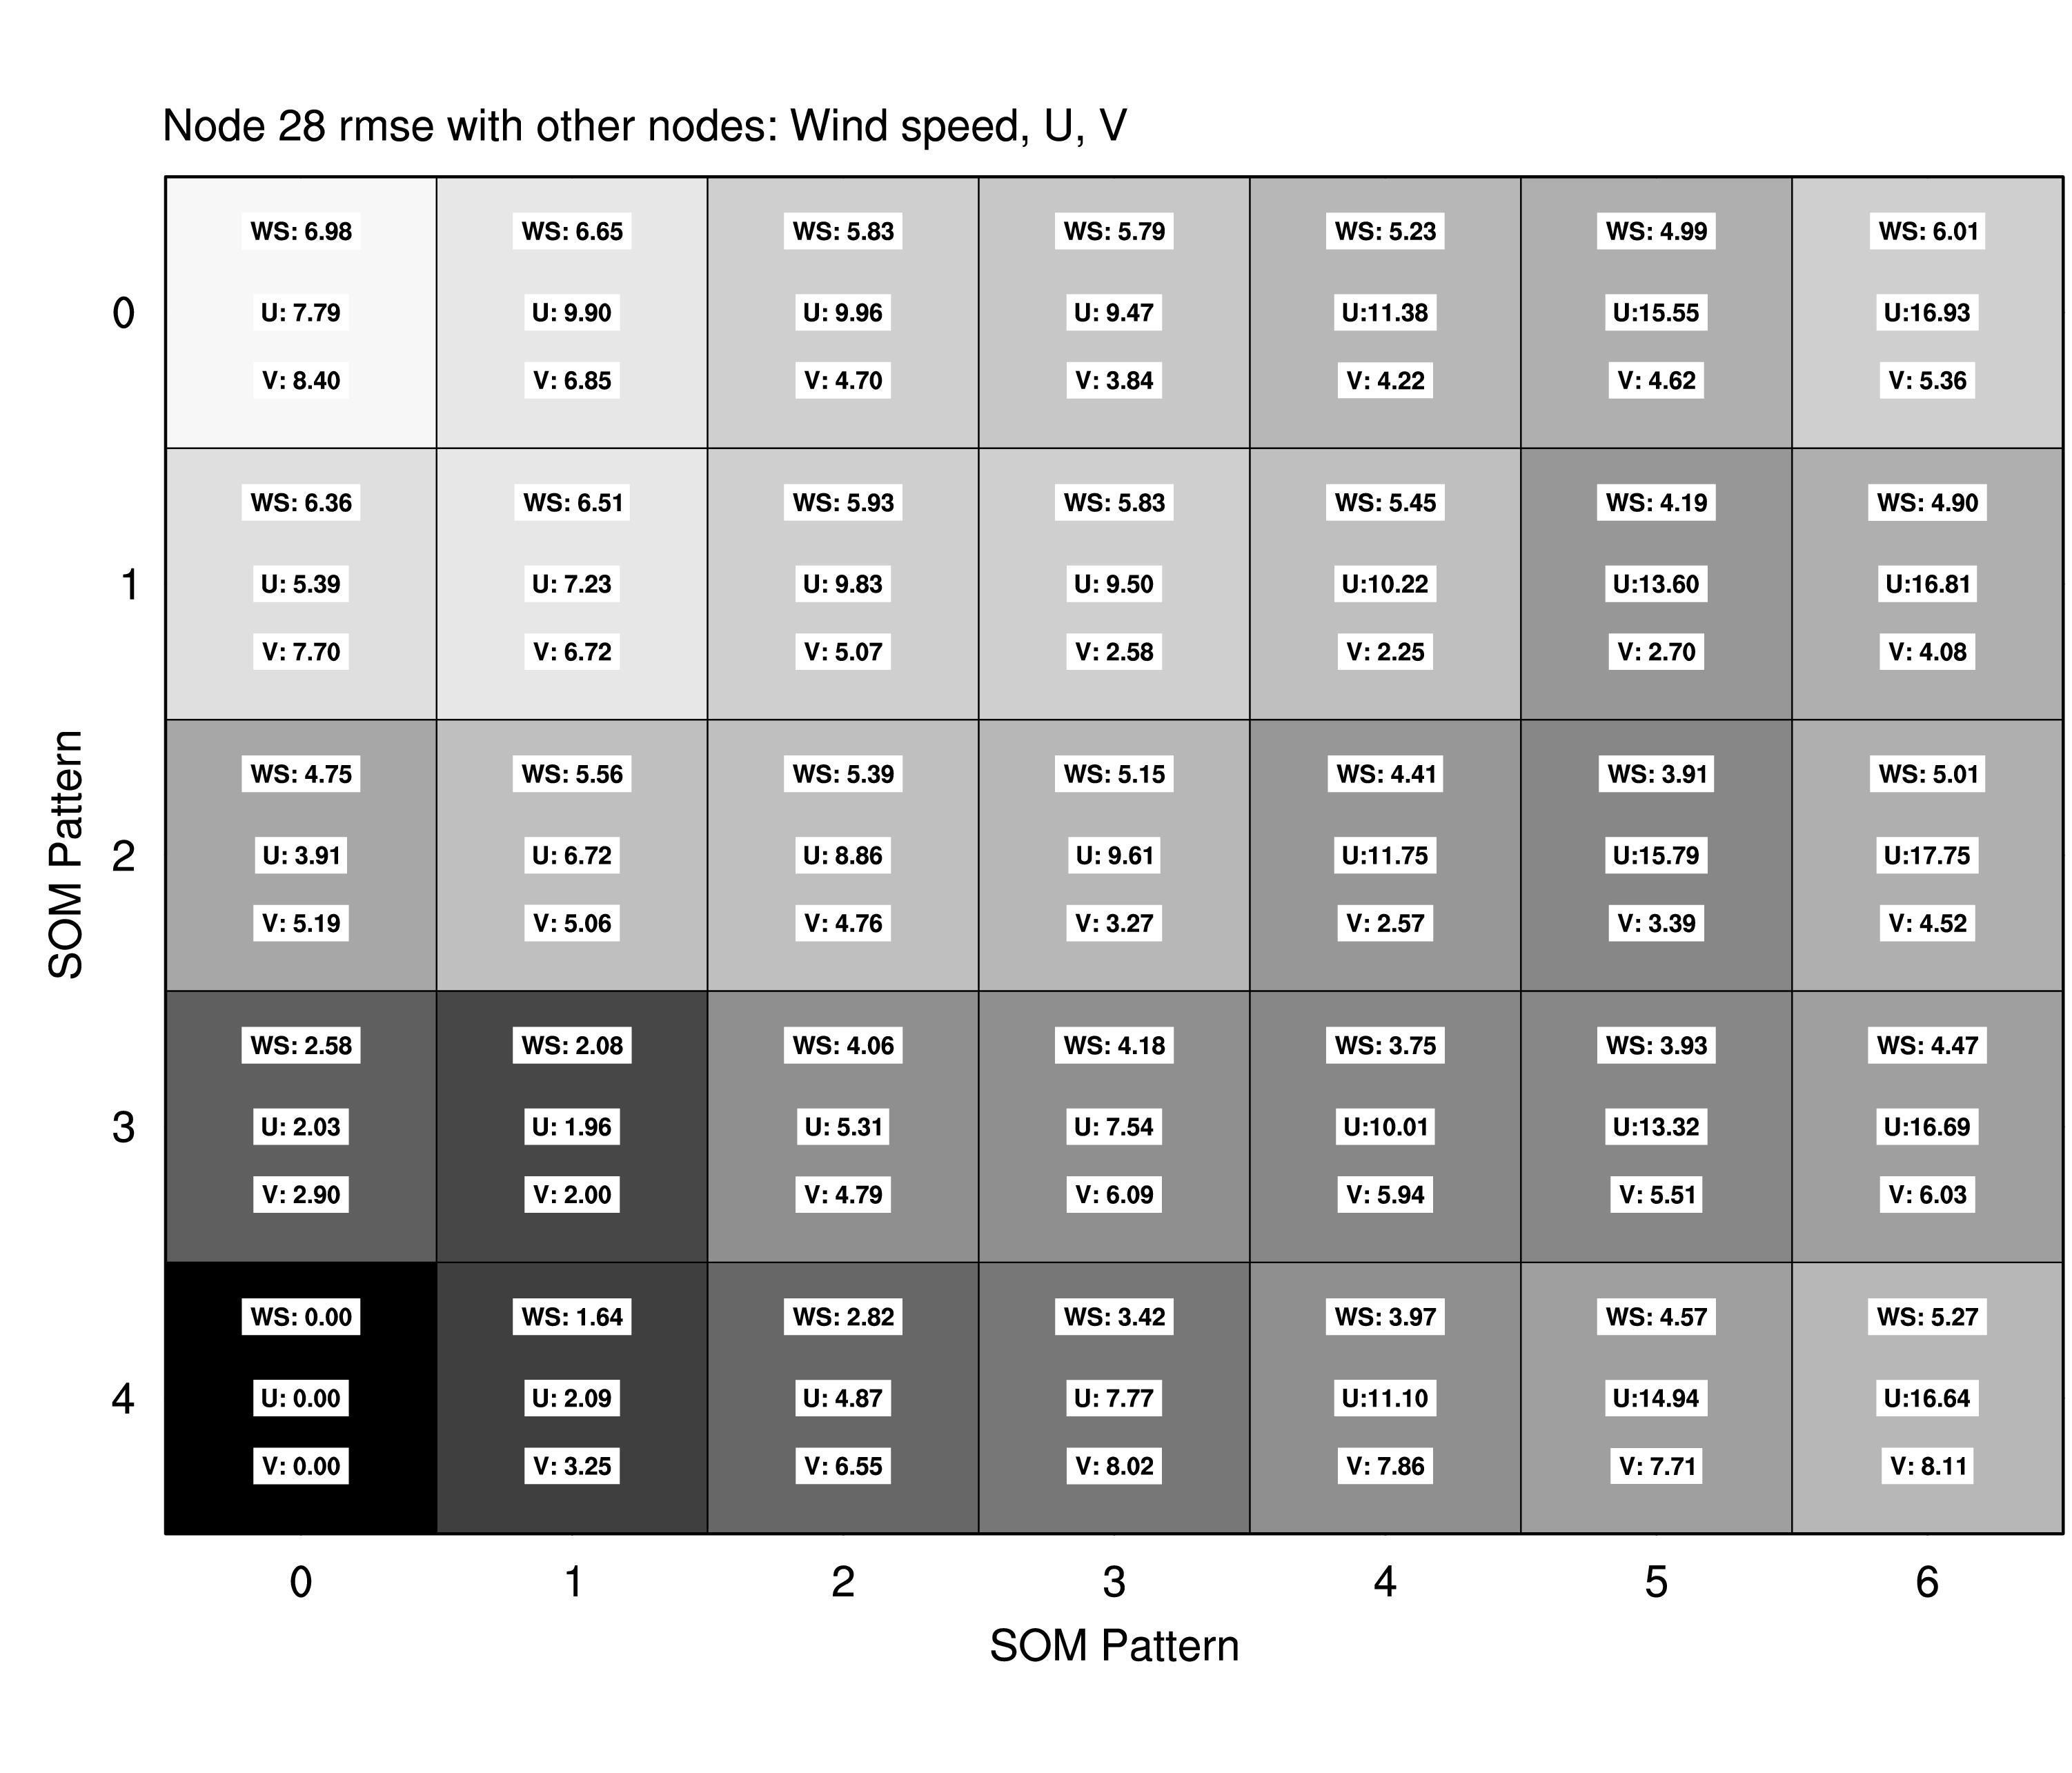 Node 28 rmse with other nodes: Wind speed, U, V
WS: 6.98 WS: 6.65 WS: 5.83 WS: 5.79 WS: 5.23 WS: 4.99 WS: 6.01
0 U: 7.79 U: 9.90 U: 9.96 U: 9.47 U:11.38 U:15.55 U:16.93
V: 8.40 V: 6.85 V: 4.70 V: 3.84 V: 4.22 V: 4.62 V: 5.36
WS: 6.36 WS: 6.51 WS: 5.93 WS: 5.83 WS: 5.45 WS: 4.19 WS: 4.90
1 U: 5.39 U: 7.23 U: 9.83 U: 9.50 U:10.22 U:13.60 U:16.81
V: 7.70 V: 6.72 V: 5.07 V: 2.58 V: 2.25 V: 2.70 V: 4.08
SOM Pattern
WS: 4.75 WS: 5.56 WS: 5.39 WS: 5.15 WS: 4.41 WS: 3.91 WS: 5.01
2 U: 3.91 U: 6.72 U: 8.86 U: 9.61 U:11.75 U:15.79 U:17.75
V: 5.19 V: 5.06 V: 4.76 V: 3.27 V: 2.57 V: 3.39 V: 4.52
WS: 2.58 WS: 2.08 WS: 4.06 WS: 4.18 WS: 3.75 WS: 3.93 WS: 4.47
3 U: 2.03 U: 1.96 U: 5.31 U: 7.54 U:10.01 U:13.32 U:16.69
V: 2.90 V: 2.00 V: 4.79 V: 6.09 V: 5.94 V: 5.51 V: 6.03
WS: 0.00 WS: 1.64 WS: 2.82 WS: 3.42 WS: 3.97 WS: 4.57 WS: 5.27
4 U: 0.00 U: 2.09 U: 4.87 U: 7.77 U:11.10 U:14.94 U:16.64
V: 0.00 V: 3.25 V: 6.55 V: 8.02 V: 7.86 V: 7.71 V: 8.11
0 1 2 3 4 5 6
SOM Pattern